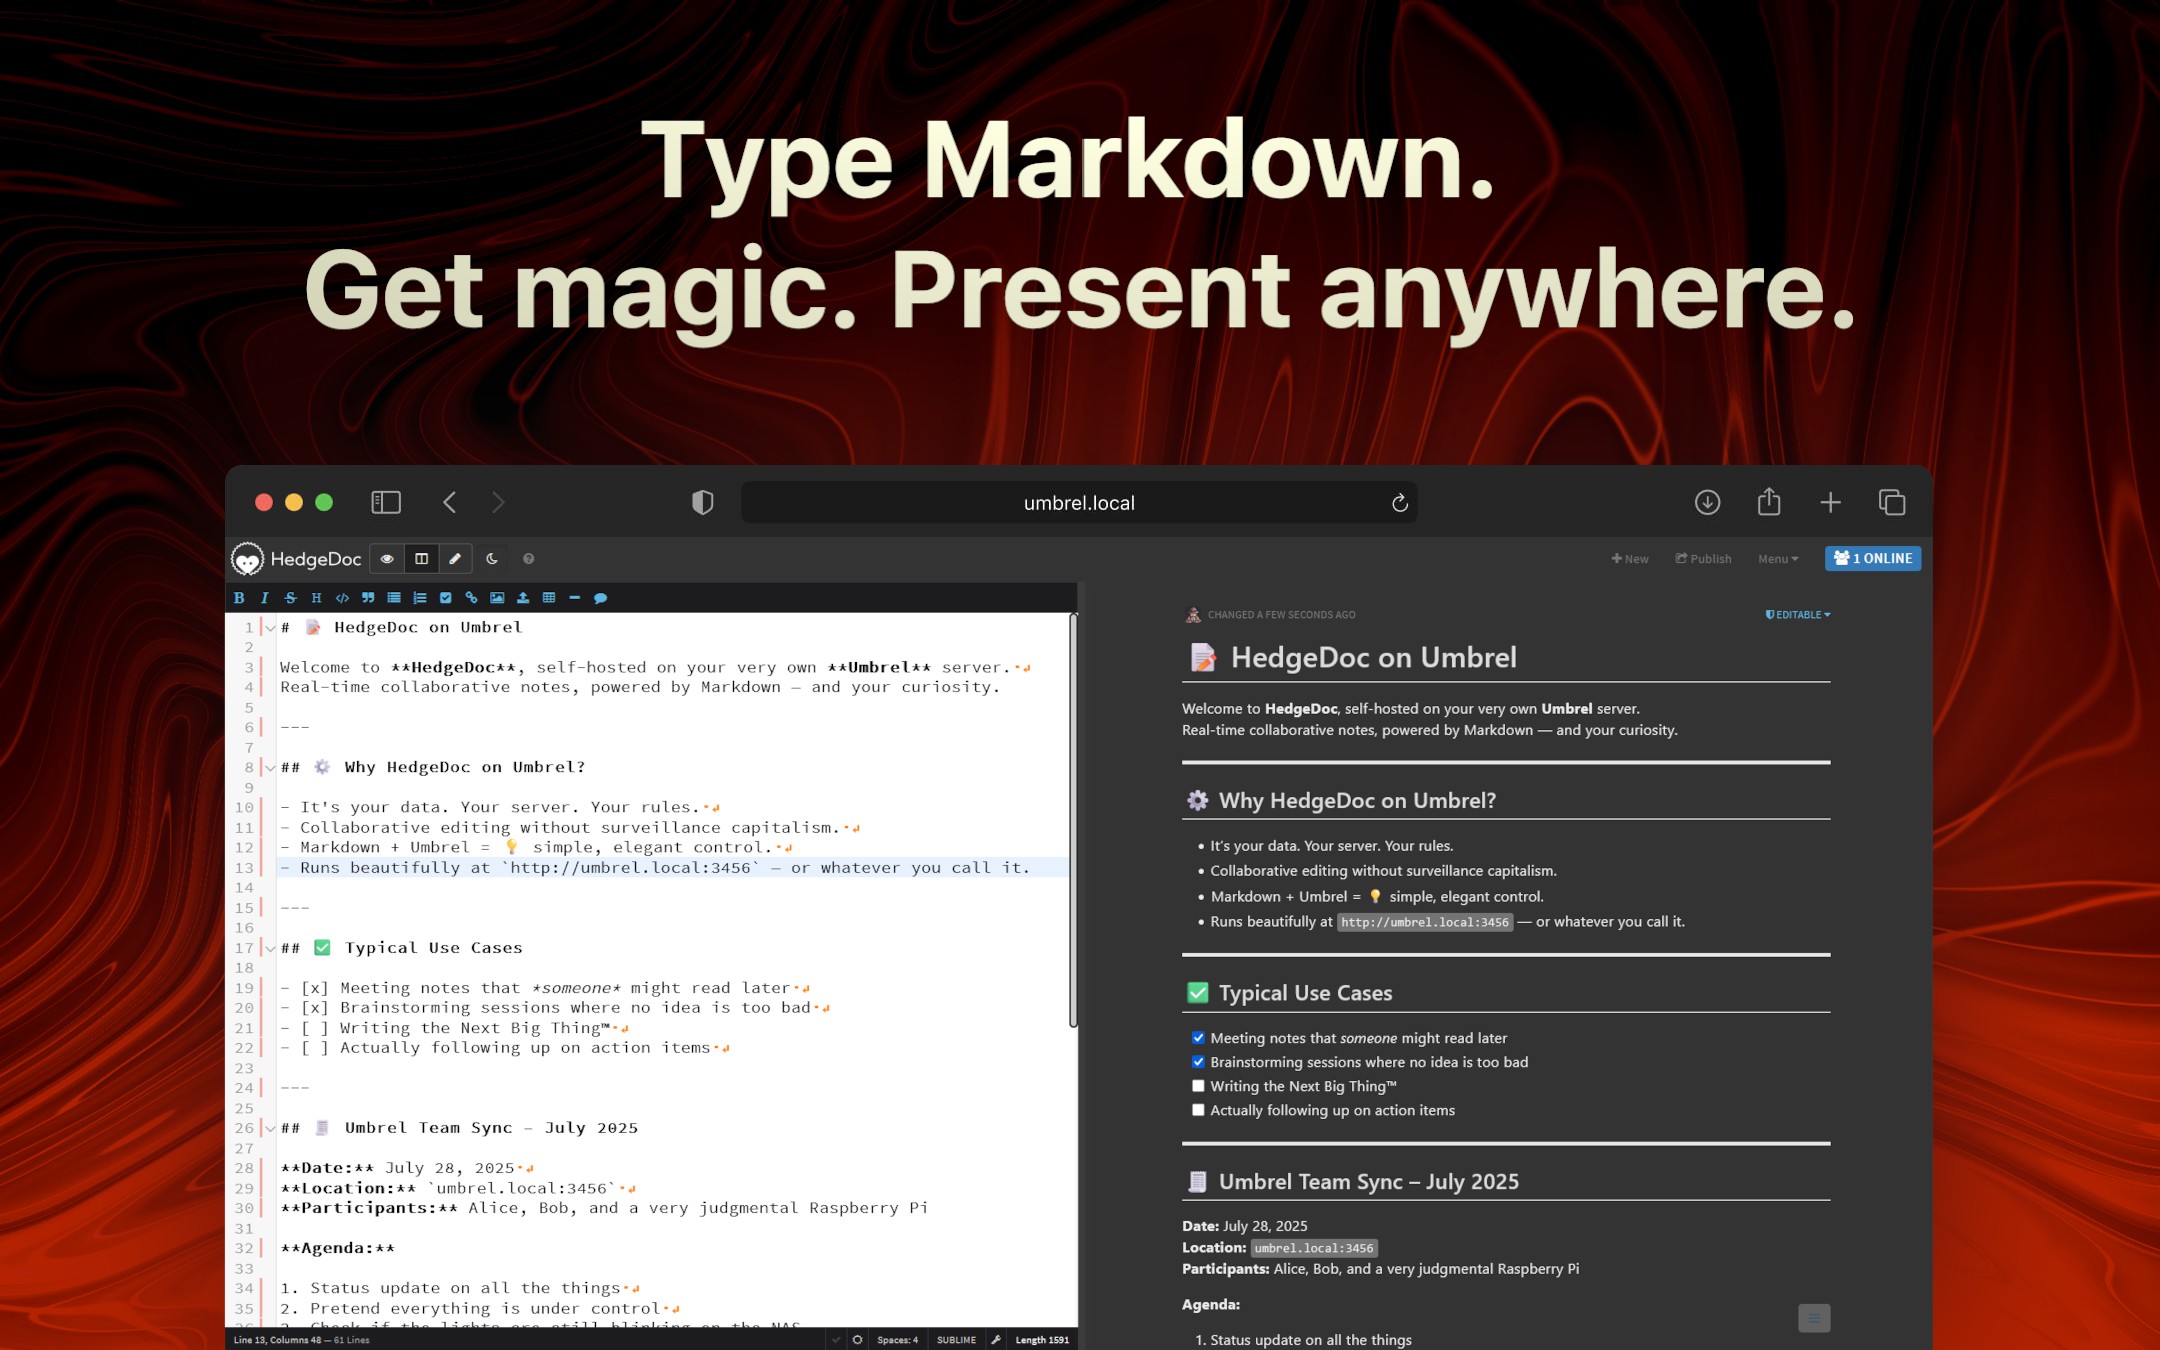 Type Markdown.
Get magic. Present anywhere.
umbrel.local
HedgeDoc
New
Publish
Menu
1 ONLINE
B I S H </>
1 # 📝 HedgeDoc on Umbrel
2
3 Welcome to **HedgeDoc**, self-hosted on your very own **Umbrel** server.
4 Real-time collaborative notes, powered by Markdown — and your curiosity.
5
6 ---
7
8 ## ⚙️ Why HedgeDoc on Umbrel?
9
10 - It's your data. Your server. Your rules.
11 - Collaborative editing without surveillance capitalism.
12 - Markdown + Umbrel = 💡 simple, elegant control.
13 - Runs beautifully at `http://umbrel.local:3456` — or whatever you call it.
14
15 ---
16
17 ## ✅ Typical Use Cases
18
19 - [x] Meeting notes that *someone* might read later
20 - [x] Brainstorming sessions where no idea is too bad
21 - [ ] Writing the Next Big Thing™
22 - [ ] Actually following up on action items
23
24 ---
25
26 ## 🧾 Umbrel Team Sync – July 2025
27
28 **Date:** July 28, 2025
29 **Location:** `umbrel.local:3456`
30 **Participants:** Alice, Bob, and a very judgmental Raspberry Pi
31
32 **Agenda:**
33
34 1. Status update on all the things
35 2. Pretend everything is under control
36 3. Check if the lights are still blinking on the NAS
Line 13, Columns 48 — 61 Lines
Spaces: 4
SUBLIME
Length 1591
CHANGED A FEW SECONDS AGO
EDITABLE
📝 HedgeDoc on Umbrel
Welcome to HedgeDoc, self-hosted on your very own Umbrel server.
Real-time collaborative notes, powered by Markdown — and your curiosity.
⚙️ Why HedgeDoc on Umbrel?
• It's your data. Your server. Your rules.
• Collaborative editing without surveillance capitalism.
• Markdown + Umbrel = 💡 simple, elegant control.
• Runs beautifully at http://umbrel.local:3456 — or whatever you call it.
✅ Typical Use Cases
Meeting notes that someone might read later
Brainstorming sessions where no idea is too bad
Writing the Next Big Thing™
Actually following up on action items
🧾 Umbrel Team Sync – July 2025
Date: July 28, 2025
Location: umbrel.local:3456
Participants: Alice, Bob, and a very judgmental Raspberry Pi
Agenda:
1. Status update on all the things